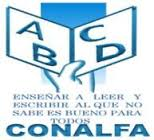 A B C D
ENSEÑAR A LEER Y
ESCRIBIR AL QUE NO
SABE ES BUENO PARA
TODOS
CONALFA